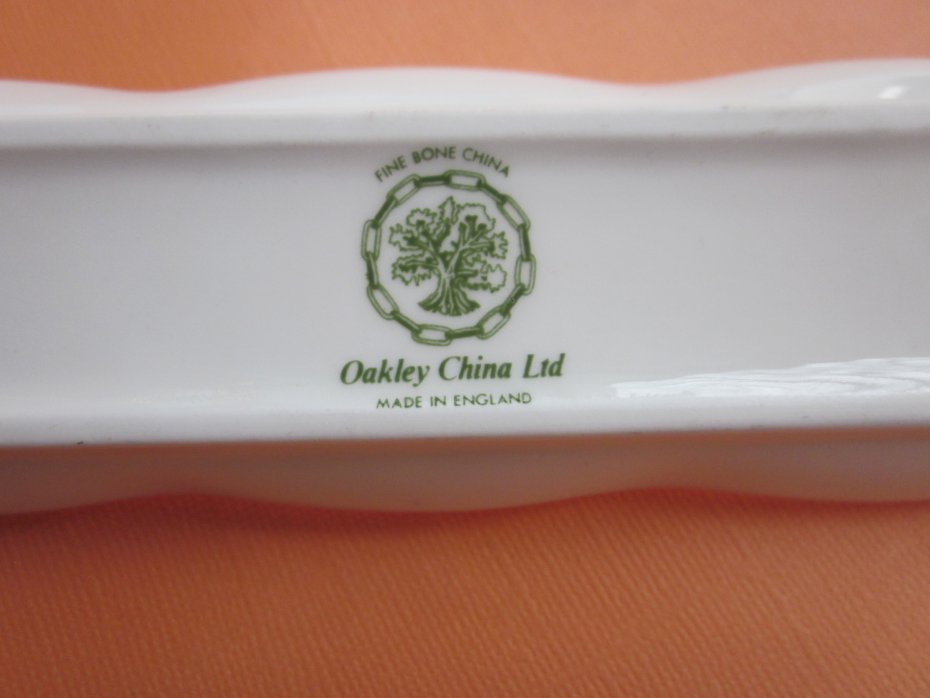 FINE BONE CHINA
Oakley China Ltd
MADE IN ENGLAND